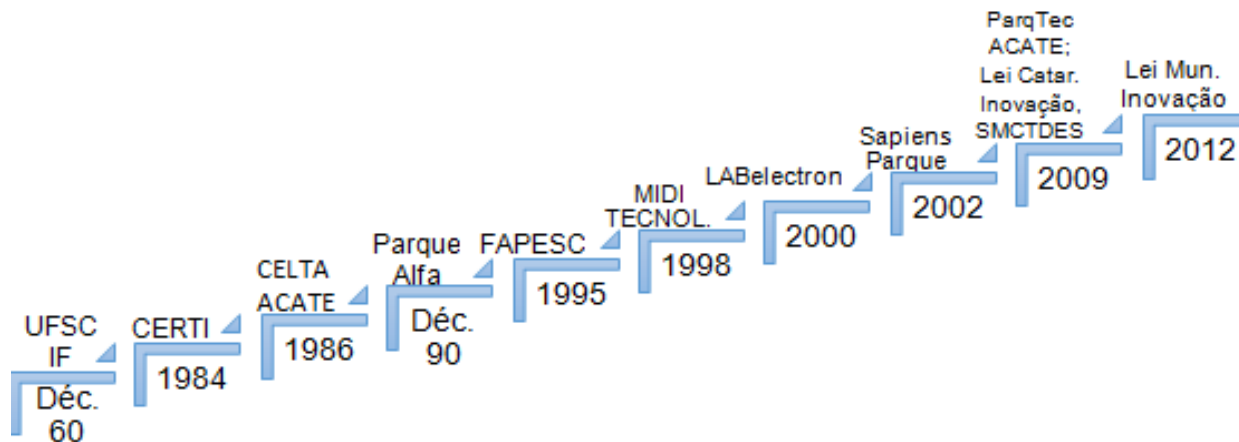 UFSC
IF
Déc.
60
CERTI
1984
CELTA
ACATE
1986
Parque
Alfa
Déc.
90
FAPESC
1995
MIDI
TECNOL.
1998
LABelectron
2000
Sapiens
Parque
2002
ParqTec
ACATE;
Lei Catar.
Inovação,
SMCTDES
2009
Lei Mun.
Inovação
2012